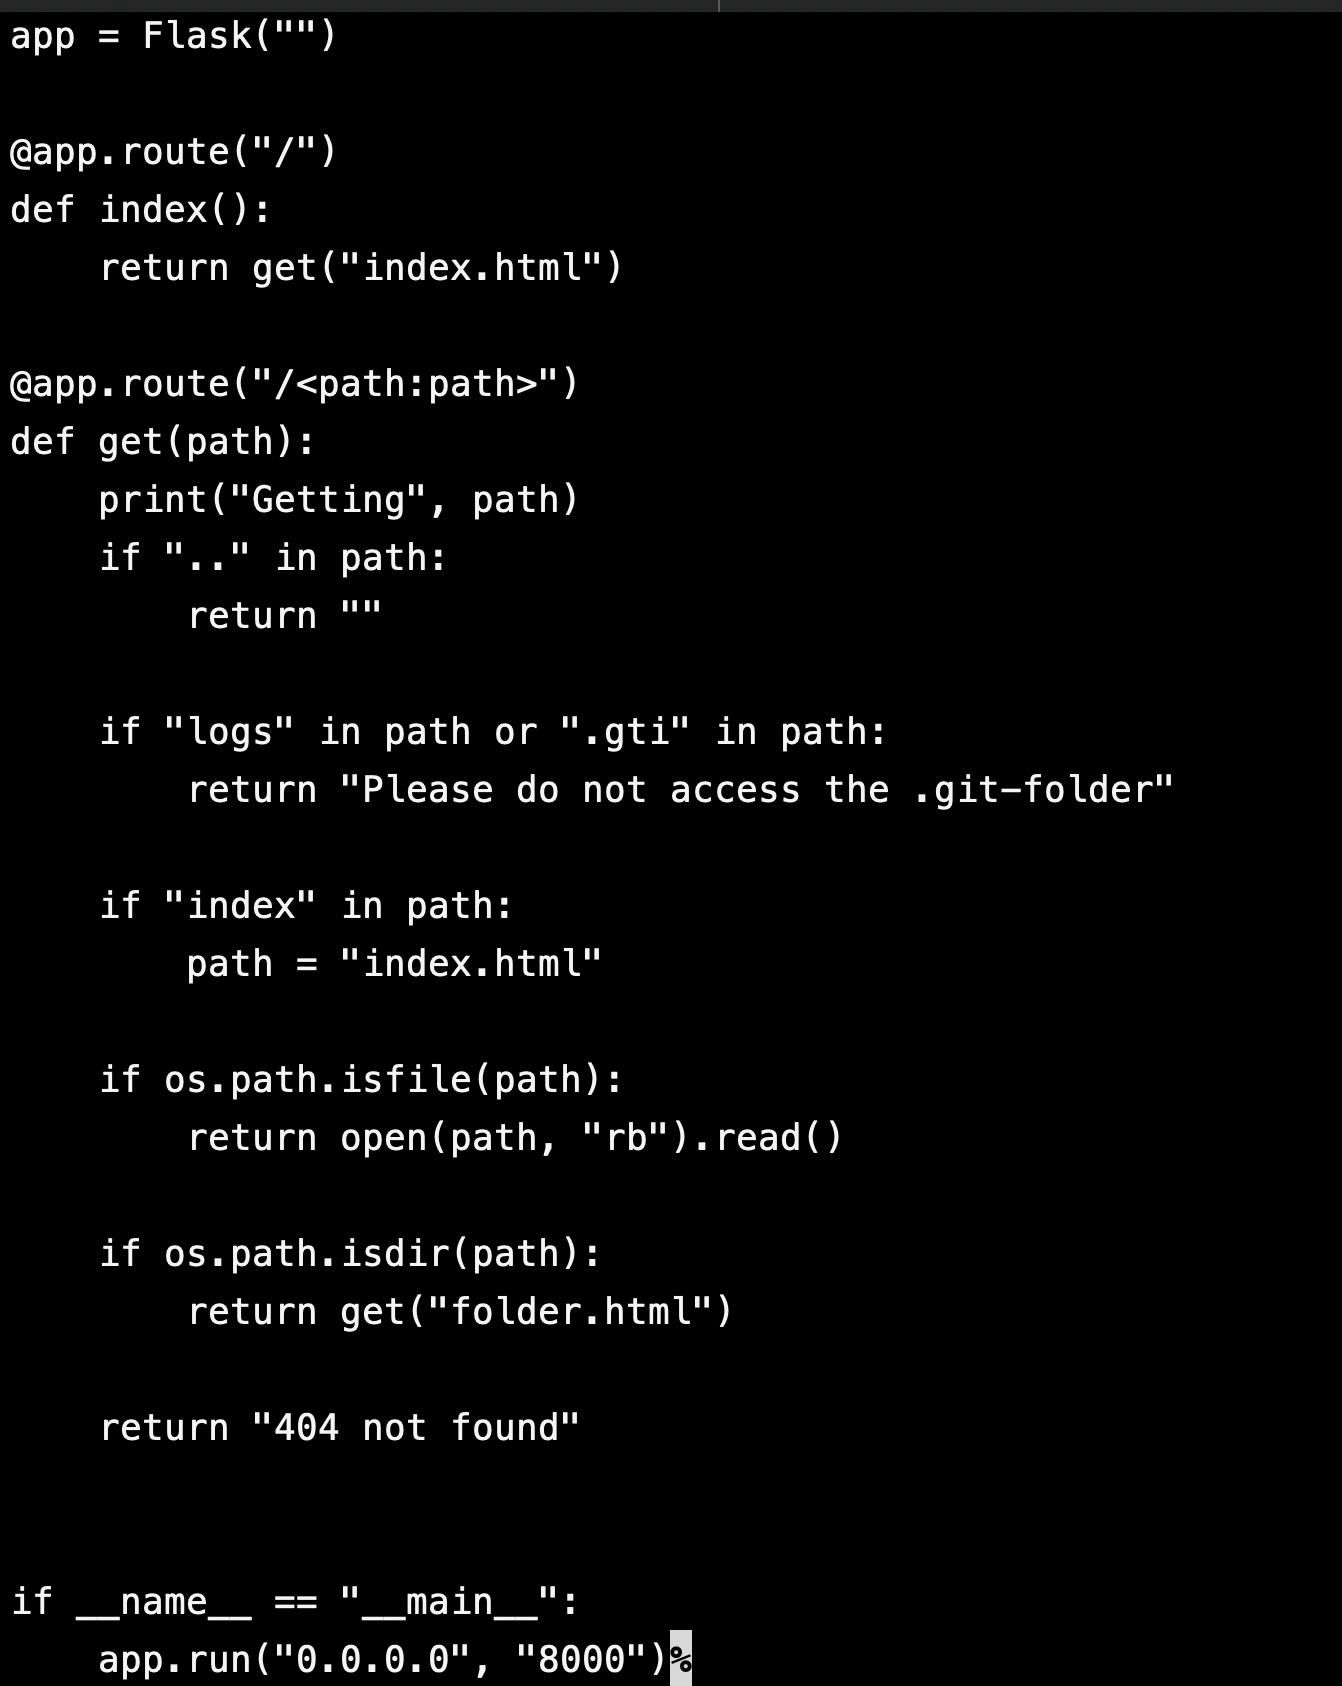 app = Flask("")
@app.route("/")
def index():
    return get("index.html")
@app.route("/<path:path>")
def get(path):
    print("Getting", path)
    if ".." in path:
        return ""
    if "logs" in path or ".gti" in path:
        return "Please do not access the .git-folder"
    if "index" in path:
        path = "index.html"
    if os.path.isfile(path):
        return open(path, "rb").read()
    if os.path.isdir(path):
        return get("folder.html")
    return "404 not found"
if __name__ == "__main__":
    app.run("0.0.0.0", "8000")%